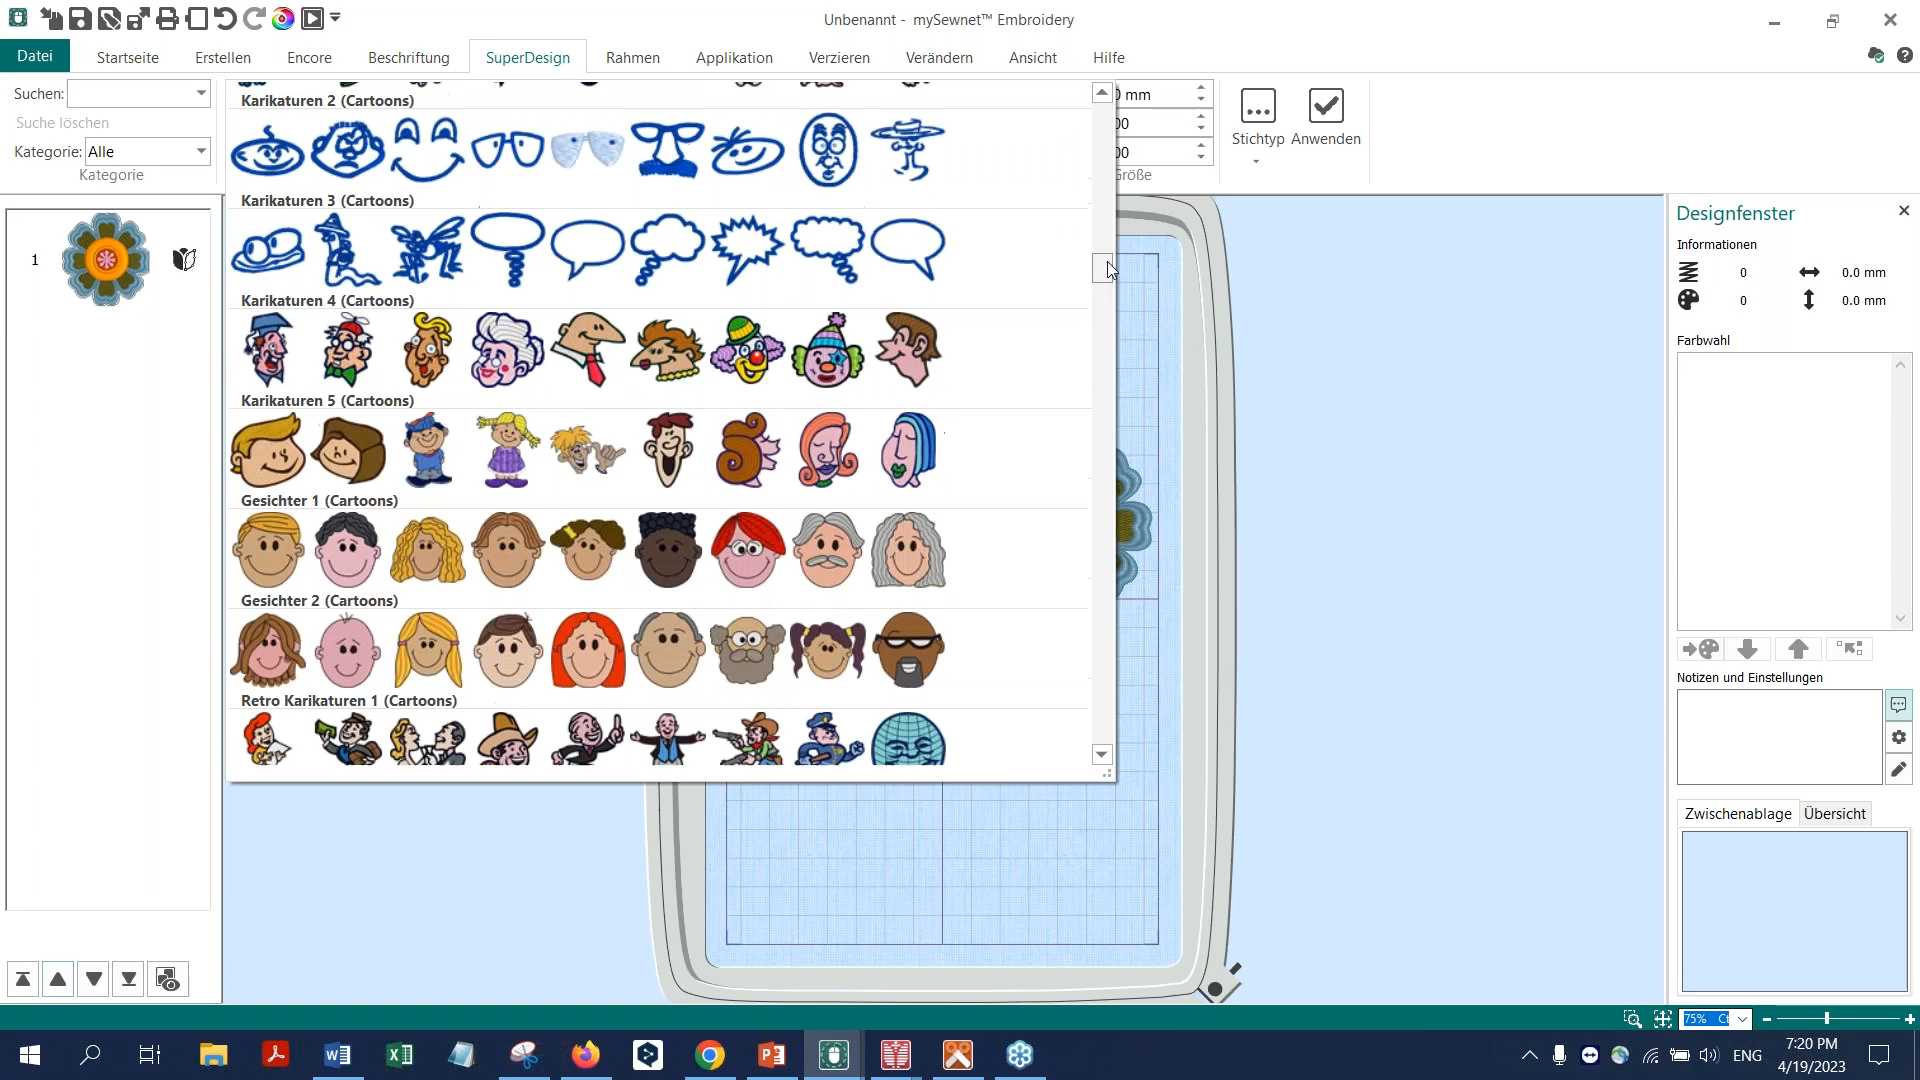 Unbenannt - mySewnet™ Embroidery
Datei Startseite Erstellen Encore Beschriftung SuperDesign Rahmen Applikation Verzieren Verändern Ansicht Hilfe
Suchen:
Suche löschen
Kategorie: Alle
Kategorie
mm
00
00
Stichtyp Anwenden
Karikaturen 2 (Cartoons)
Karikaturen 3 (Cartoons)
Karikaturen 4 (Cartoons)
Karikaturen 5 (Cartoons)
Gesichter 1 (Cartoons)
Gesichter 2 (Cartoons)
Retro Karikaturen 1 (Cartoons)
1
Designfenster
Informationen
0 0.0 mm
0 0.0 mm
Farbwahl
Notizen und Einstellungen
Zwischenablage Übersicht
75%
ENG
7:20 PM
4/19/2023